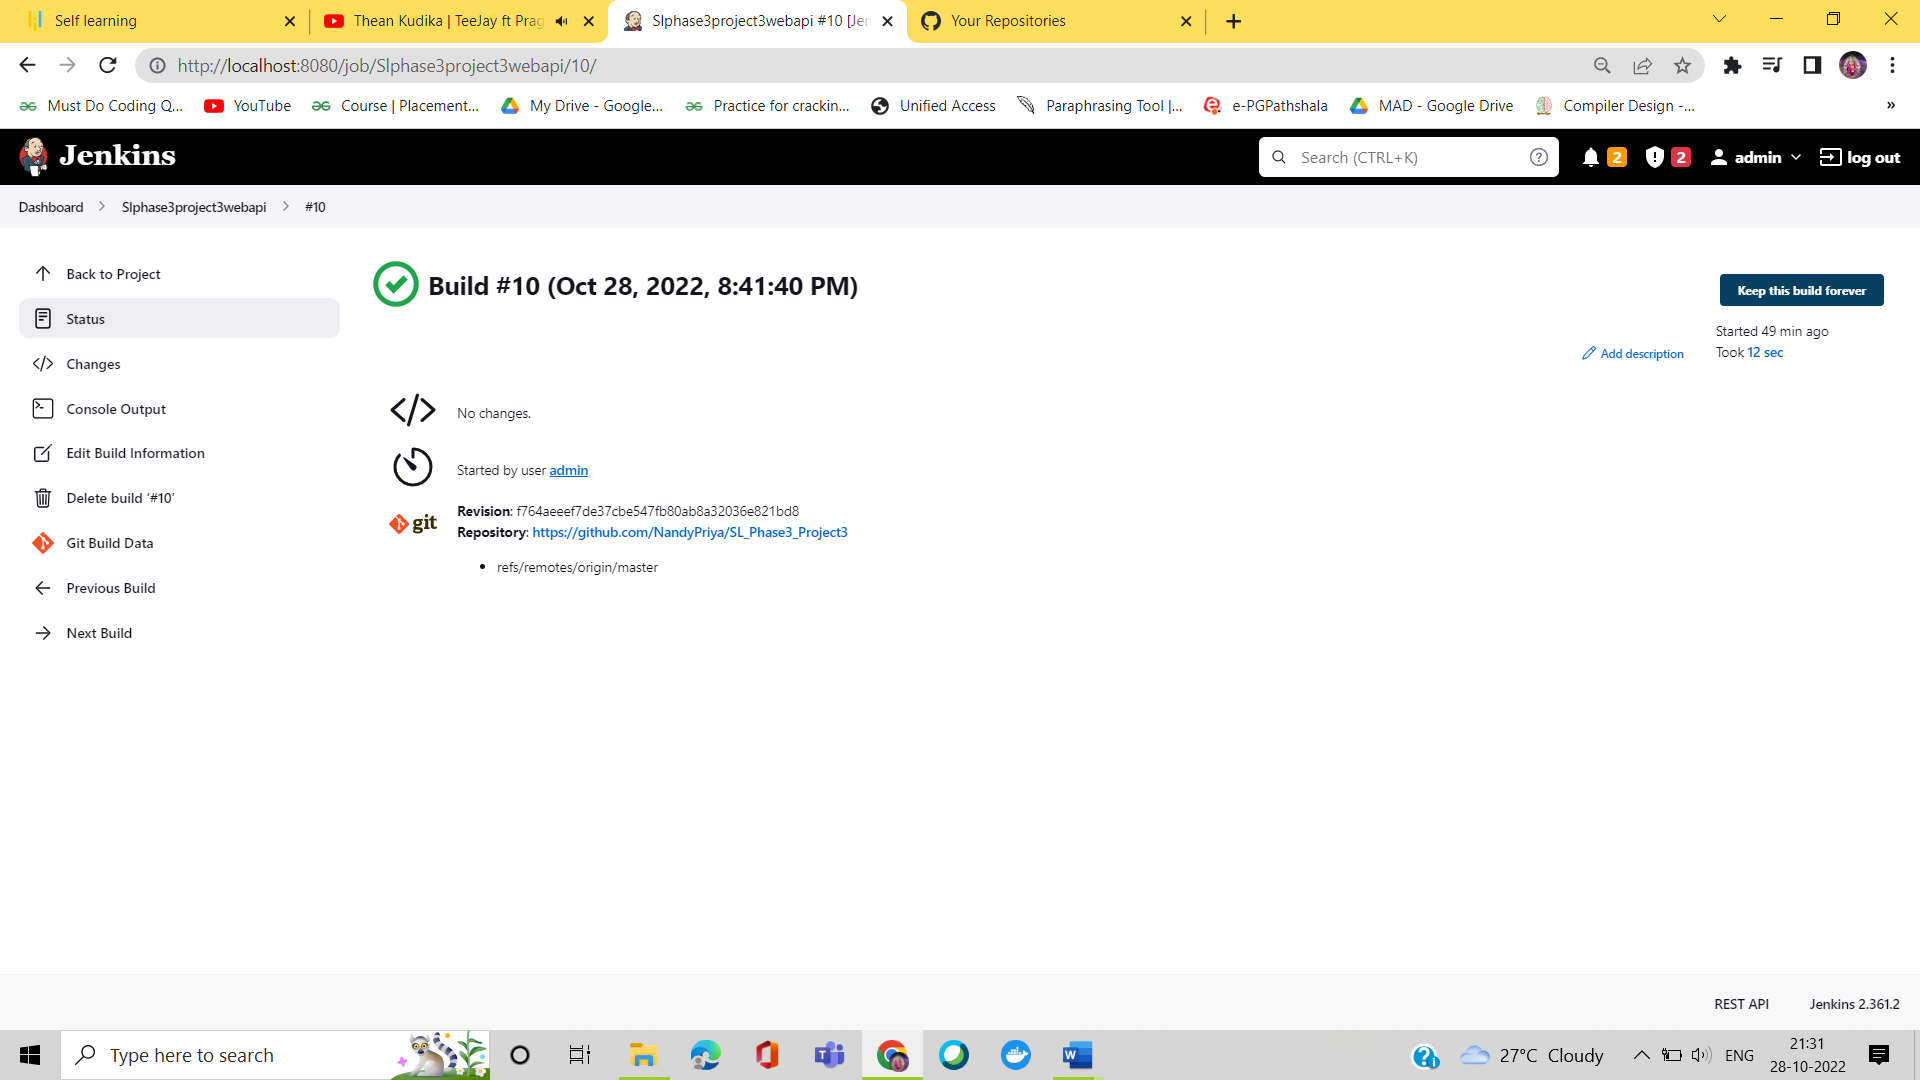 Self learning
Thean Kudika | TeeJay ft Prag
Slphase3project3webapi #10 [Jen
Your Repositories
http://localhost:8080/job/Slphase3project3webapi/10/
Must Do Coding Q...
YouTube
Course | Placement...
My Drive - Google...
Practice for crackin...
Unified Access
Paraphrasing Tool |...
e-PGPathshala
MAD - Google Drive
Compiler Design -...
»
Jenkins
Search (CTRL+K)
2
2
admin
log out
Dashboard
Slphase3project3webapi
#10
Back to Project
Status
Changes
Console Output
Edit Build Information
Delete build ‘#10’
Git Build Data
Previous Build
Next Build
Build #10 (Oct 28, 2022, 8:41:40 PM)
Keep this build forever
Started 49 min ago
Took 12 sec
Add description
No changes.
Started by user admin
git
Revision: f764aeeef7de37cbe547fb80ab8a32036e821bd8
Repository: https://github.com/NandyPriya/SL_Phase3_Project3
• refs/remotes/origin/master
REST API
Jenkins 2.361.2
Type here to search
27°C Cloudy
ENG
21:31
28-10-2022